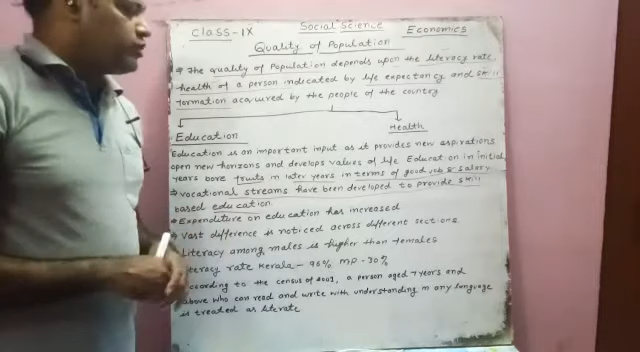 Class-IX Social Science Economics
Quality of Population
The quality of Population depends upon the literacy rate,
health of a person indicated by life expectancy and skill
formation acquired by the people of the country
Education Health
Education is an important input as it provides new aspirations
open new horizons and develops values of life Education in initial
years bore fruits in later years in terms of good job & salary.
→ vocational streams have been developed to provide skill
based education.
Expenditure on education has increased
Vast difference is noticed across different sections.
Literacy among males is higher than females
Literacy rate Kerala - 96% MP - 30%
According to the census of 2001, a person aged 7 years and
above who can read and write with understanding in any language
is treated as literate